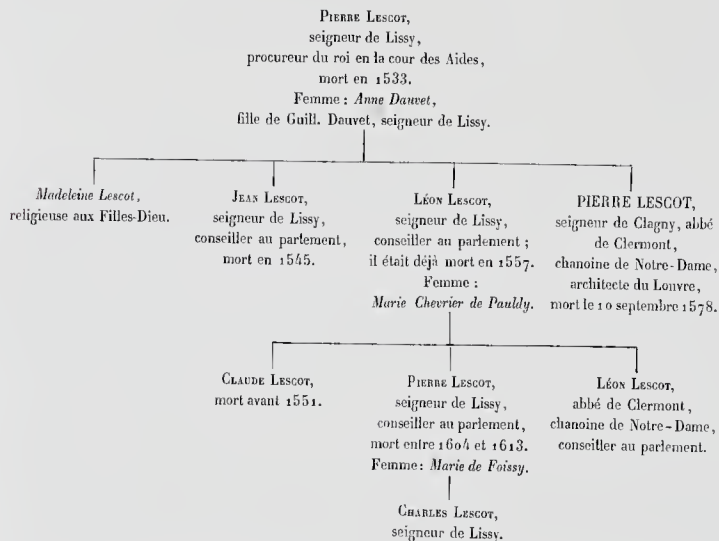 Pierre Lescot,
seigneur de Lissy,
procureur du roi en la cour des Aides,
mort en 1533.
Femme : Anne Dauvet,
fille de Guill. Dauvet, seigneur de Lissy.
Madeleine Lescot,
religieuse aux Filles-Dieu.
Jean Lescot,
seigneur de Lissy,
conseiller au parlement,
mort en 1545.
Léon Lescot,
seigneur de Lissy,
conseiller au parlement ;
il était déjà mort en 1557.
Femme :
Marie Chevrier de Pauldy.
PIERRE LESCOT,
seigneur de Clagny, abbé
de Clermont,
chanoine de Notre-Dame,
architecte du Louvre,
mort le 10 septembre 1578.
Claude Lescot,
mort avant 1551.
Pierre Lescot,
seigneur de Lissy,
conseiller au parlement,
mort entre 1604 et 1613.
Femme : Marie de Foissy.
Léon Lescot,
abbé de Clermont,
chanoine de Notre-Dame,
conseiller au parlement.
Charles Lescot,
seigneur de Lissy.